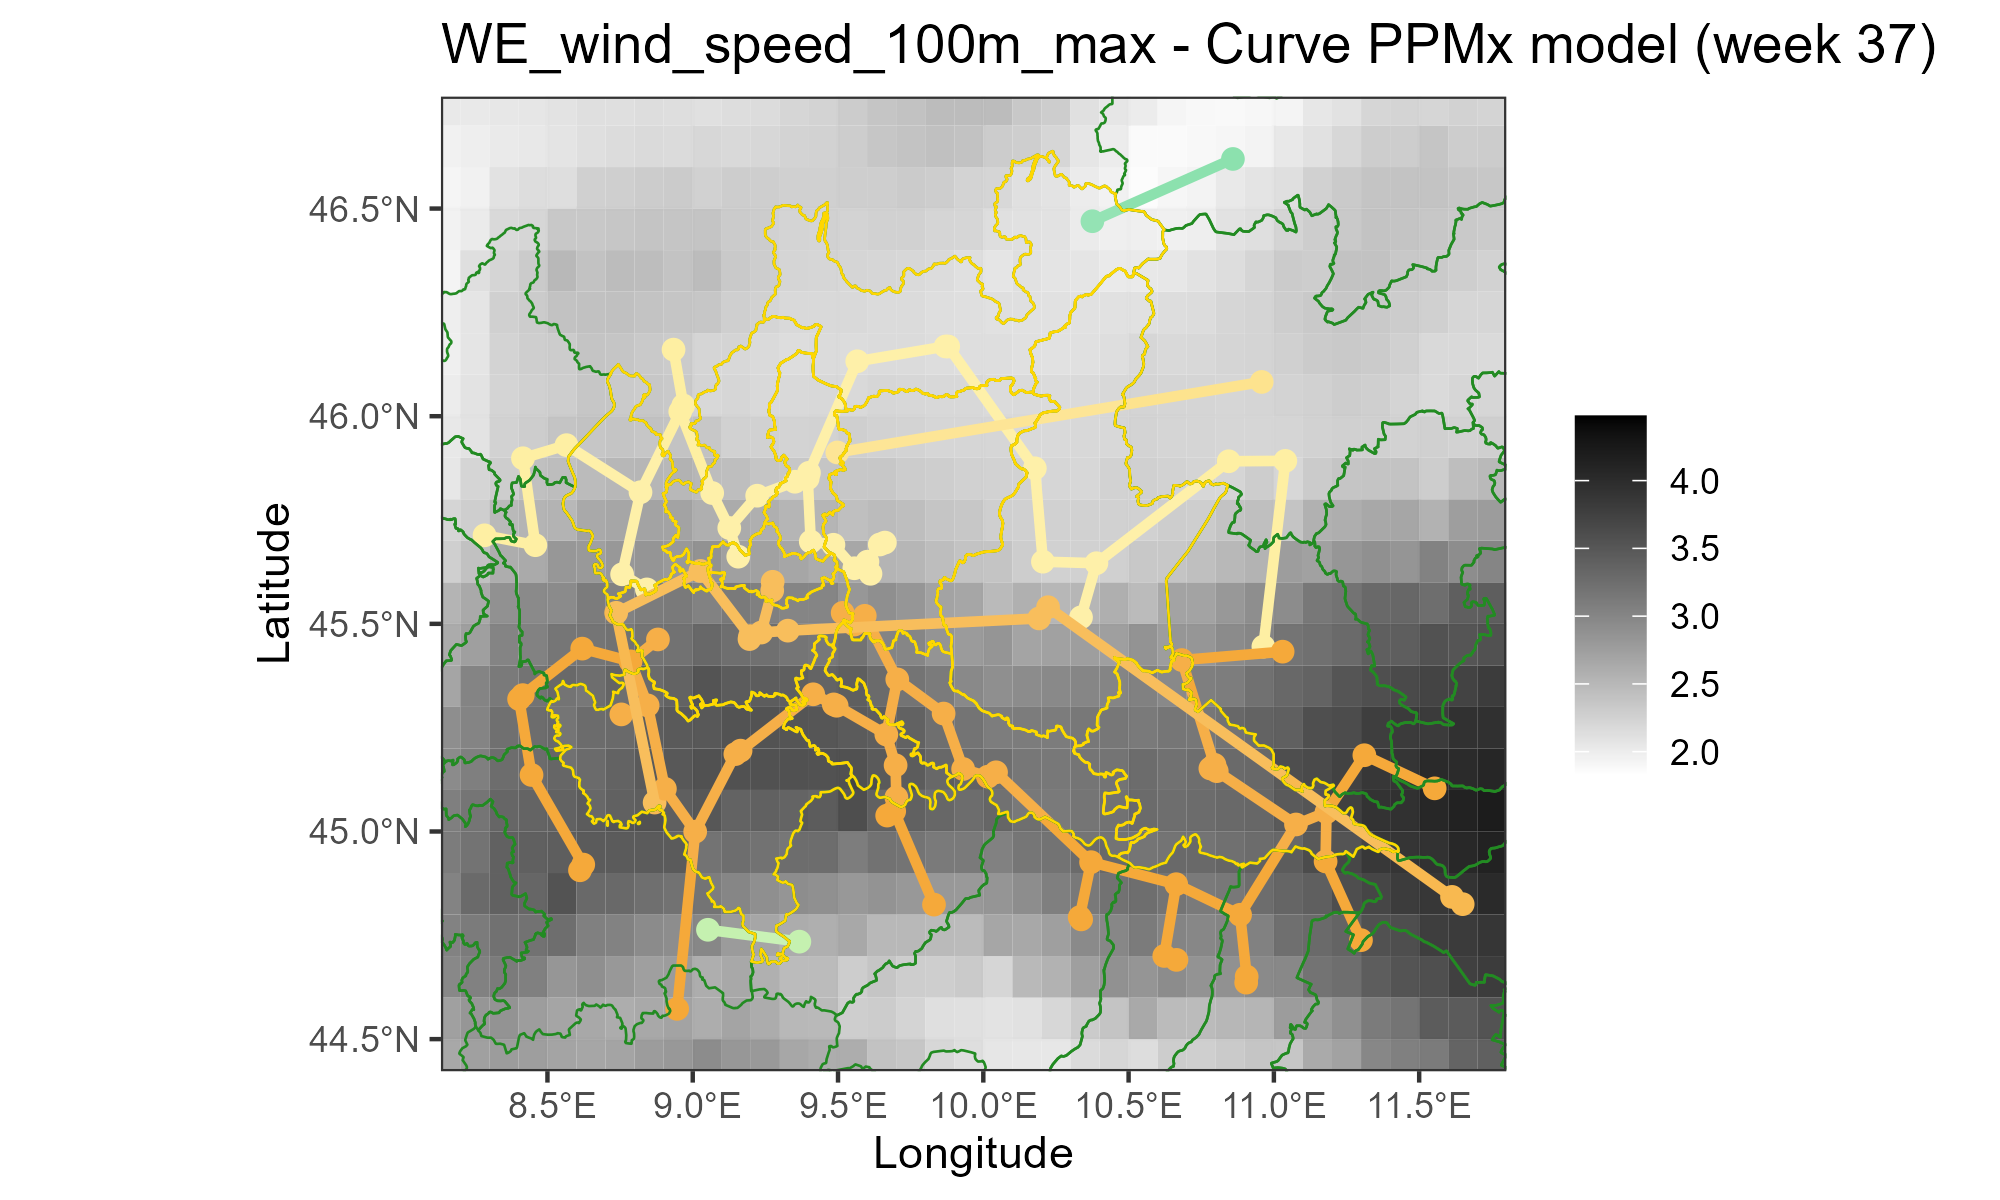 WE_wind_speed_100m_max - Curve PPMx model (week 37)
46.5°N
46.0°N
45.5°N
45.0°N
44.5°N
Latitude
8.5°E 9.0°E 9.5°E 10.0°E 10.5°E 11.0°E 11.5°E
Longitude
4.0
3.5
3.0
2.5
2.0